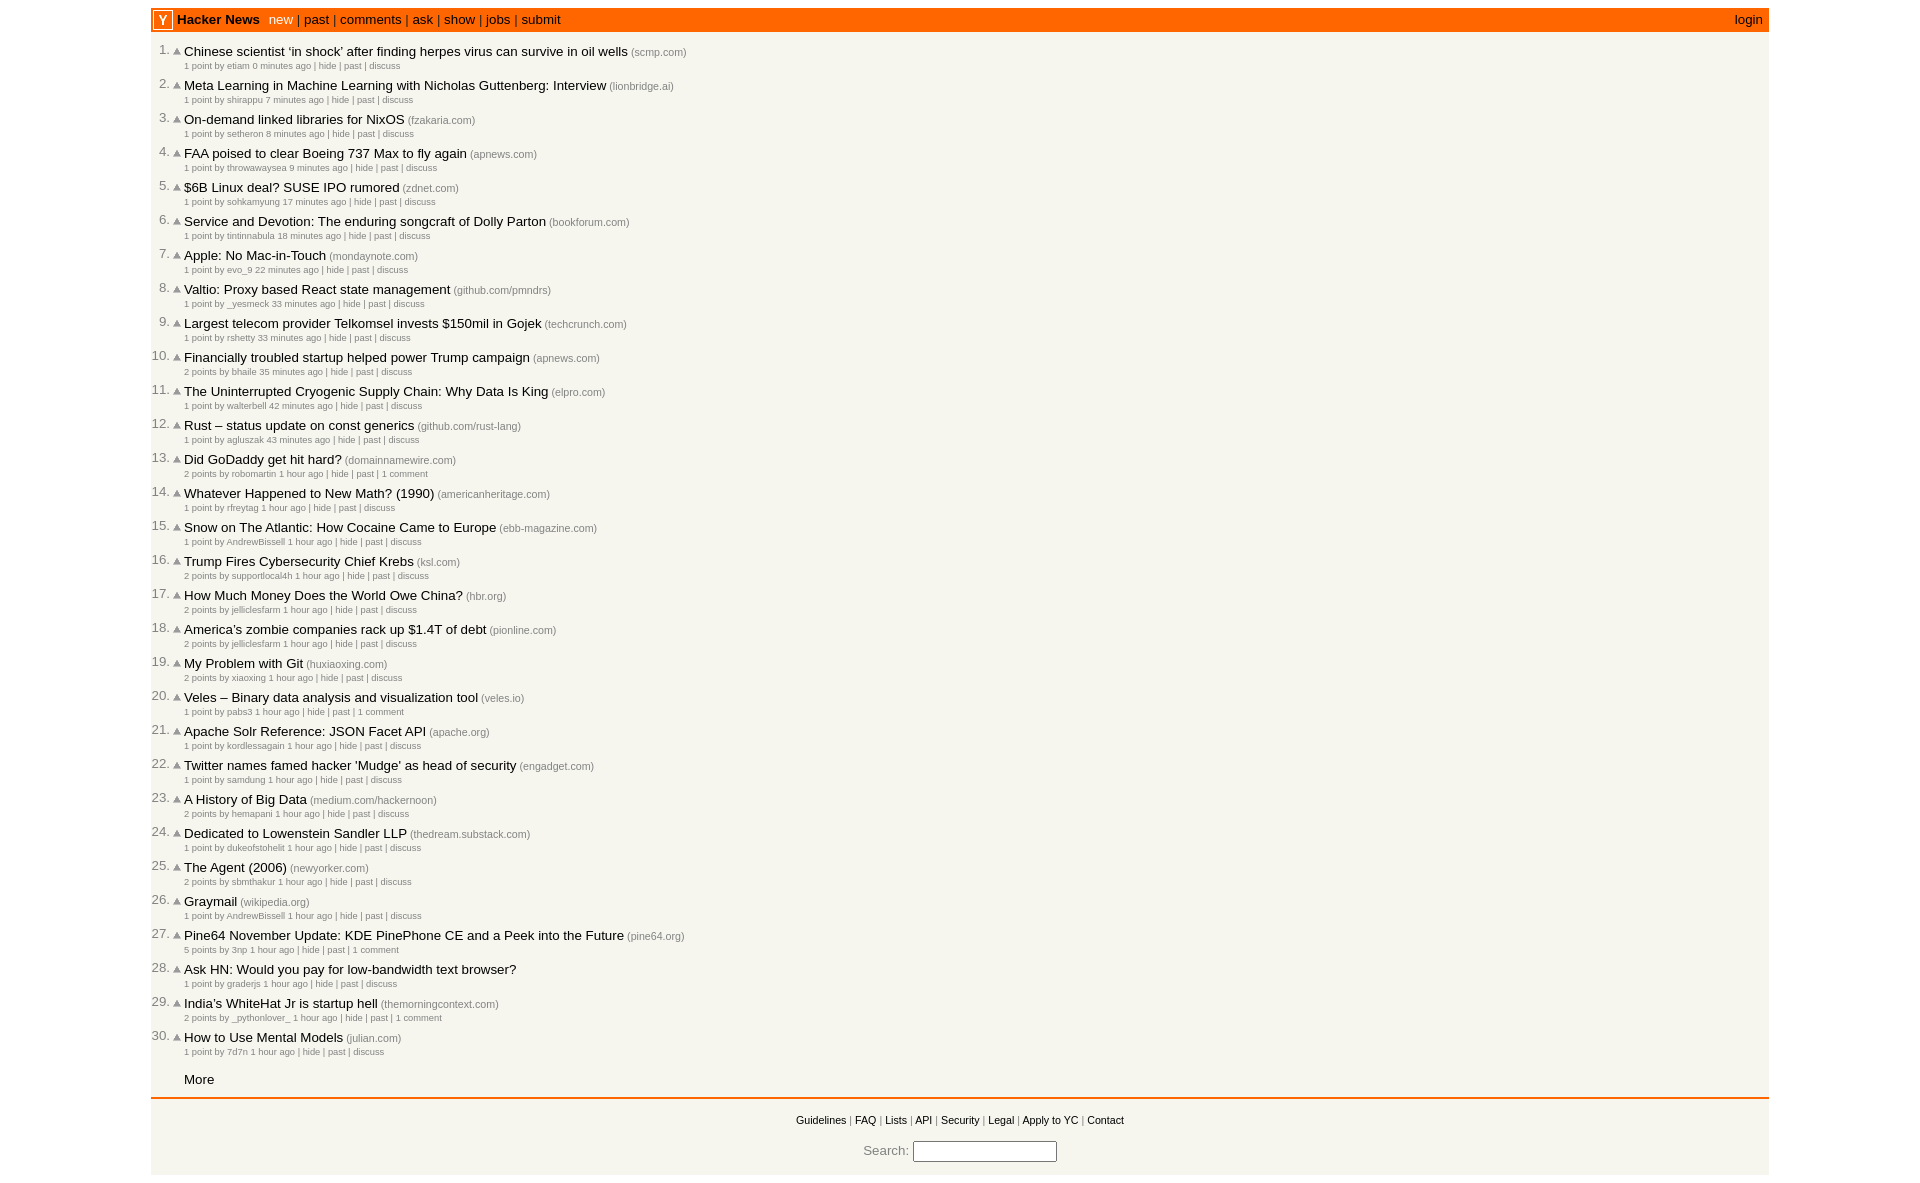 Y Hacker News new | past | comments | ask | show | jobs | submit login
1. Chinese scientist ‘in shock’ after finding herpes virus can survive in oil wells (scmp.com)
1 point by etiam 0 minutes ago | hide | past | discuss
2. Meta Learning in Machine Learning with Nicholas Guttenberg: Interview (lionbridge.ai)
1 point by shirappu 7 minutes ago | hide | past | discuss
3. On-demand linked libraries for NixOS (fzakaria.com)
1 point by setheron 8 minutes ago | hide | past | discuss
4. FAA poised to clear Boeing 737 Max to fly again (apnews.com)
1 point by throwawaysea 9 minutes ago | hide | past | discuss
5. $6B Linux deal? SUSE IPO rumored (zdnet.com)
1 point by sohkamyung 17 minutes ago | hide | past | discuss
6. Service and Devotion: The enduring songcraft of Dolly Parton (bookforum.com)
1 point by tintinnabula 18 minutes ago | hide | past | discuss
7. Apple: No Mac-in-Touch (mondaynote.com)
1 point by evo_9 22 minutes ago | hide | past | discuss
8. Valtio: Proxy based React state management (github.com/pmndrs)
1 point by _yesmeck 33 minutes ago | hide | past | discuss
9. Largest telecom provider Telkomsel invests $150mil in Gojek (techcrunch.com)
1 point by rshetty 33 minutes ago | hide | past | discuss
10. Financially troubled startup helped power Trump campaign (apnews.com)
2 points by bhaile 35 minutes ago | hide | past | discuss
11. The Uninterrupted Cryogenic Supply Chain: Why Data Is King (elpro.com)
1 point by walterbell 42 minutes ago | hide | past | discuss
12. Rust – status update on const generics (github.com/rust-lang)
1 point by agluszak 43 minutes ago | hide | past | discuss
13. Did GoDaddy get hit hard? (domainnamewire.com)
2 points by robomartin 1 hour ago | hide | past | 1 comment
14. Whatever Happened to New Math? (1990) (americanheritage.com)
1 point by rfreytag 1 hour ago | hide | past | discuss
15. Snow on The Atlantic: How Cocaine Came to Europe (ebb-magazine.com)
1 point by AndrewBissell 1 hour ago | hide | past | discuss
16. Trump Fires Cybersecurity Chief Krebs (ksl.com)
2 points by supportlocal4h 1 hour ago | hide | past | discuss
17. How Much Money Does the World Owe China? (hbr.org)
2 points by jelliclesfarm 1 hour ago | hide | past | discuss
18. America’s zombie companies rack up $1.4T of debt (pionline.com)
2 points by jelliclesfarm 1 hour ago | hide | past | discuss
19. My Problem with Git (huxiaoxing.com)
2 points by xiaoxing 1 hour ago | hide | past | discuss
20. Veles – Binary data analysis and visualization tool (veles.io)
1 point by pabs3 1 hour ago | hide | past | 1 comment
21. Apache Solr Reference: JSON Facet API (apache.org)
1 point by kordlessagain 1 hour ago | hide | past | discuss
22. Twitter names famed hacker 'Mudge' as head of security (engadget.com)
1 point by samdung 1 hour ago | hide | past | discuss
23. A History of Big Data (medium.com/hackernoon)
2 points by hemapani 1 hour ago | hide | past | discuss
24. Dedicated to Lowenstein Sandler LLP (thedream.substack.com)
1 point by dukeofstohelit 1 hour ago | hide | past | discuss
25. The Agent (2006) (newyorker.com)
2 points by sbmthakur 1 hour ago | hide | past | discuss
26. Graymail (wikipedia.org)
1 point by AndrewBissell 1 hour ago | hide | past | discuss
27. Pine64 November Update: KDE PinePhone CE and a Peek into the Future (pine64.org)
5 points by 3np 1 hour ago | hide | past | 1 comment
28. Ask HN: Would you pay for low-bandwidth text browser?
1 point by graderjs 1 hour ago | hide | past | discuss
29. India’s WhiteHat Jr is startup hell (themorningcontext.com)
2 points by _pythonlover_ 1 hour ago | hide | past | 1 comment
30. How to Use Mental Models (julian.com)
1 point by 7d7n 1 hour ago | hide | past | discuss
More
Guidelines | FAQ | Lists | API | Security | Legal | Apply to YC | Contact
Search: